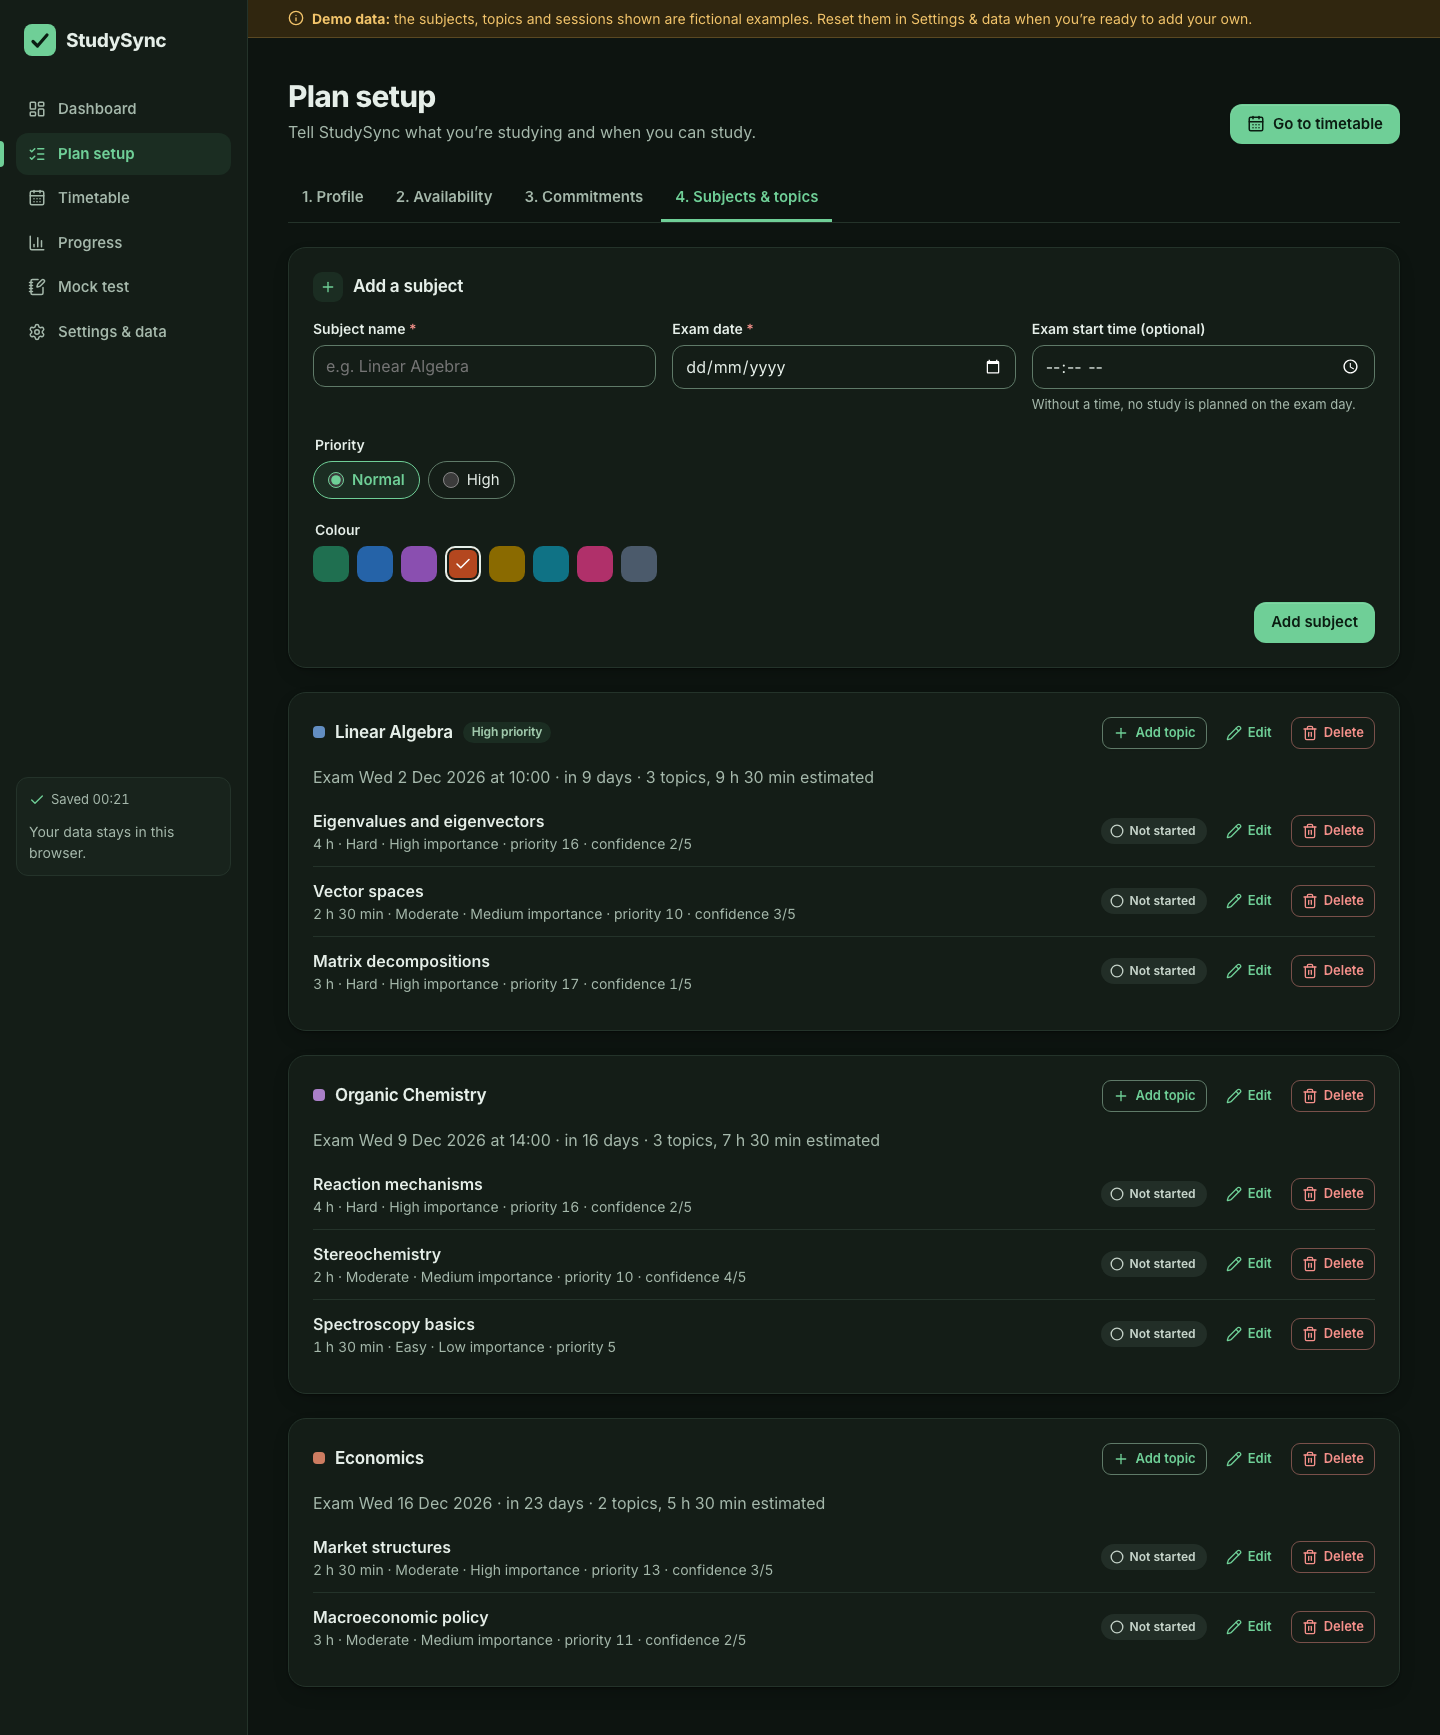 StudySync
Dashboard
Plan setup
Timetable
Progress
Mock test
Settings & data
Saved 00:21
Your data stays in this
browser.
Demo data: the subjects, topics and sessions shown are fictional examples. Reset them in Settings & data when you’re ready to add your own.
Plan setup
Tell StudySync what you’re studying and when you can study.
Go to timetable
1. Profile
2. Availability
3. Commitments
4. Subjects & topics
Add a subject
Subject name *
Exam date *
Exam start time (optional)
e.g. Linear Algebra
dd/mm/yyyy
--:-- --
Without a time, no study is planned on the exam day.
Priority
Normal
High
Colour
Add subject
Linear Algebra
High priority
Add topic
Edit
Delete
Exam Wed 2 Dec 2026 at 10:00 · in 9 days · 3 topics, 9 h 30 min estimated
Eigenvalues and eigenvectors
4 h · Hard · High importance · priority 16 · confidence 2/5
Not started
Edit
Delete
Vector spaces
2 h 30 min · Moderate · Medium importance · priority 10 · confidence 3/5
Not started
Edit
Delete
Matrix decompositions
3 h · Hard · High importance · priority 17 · confidence 1/5
Not started
Edit
Delete
Organic Chemistry
Add topic
Edit
Delete
Exam Wed 9 Dec 2026 at 14:00 · in 16 days · 3 topics, 7 h 30 min estimated
Reaction mechanisms
4 h · Hard · High importance · priority 16 · confidence 2/5
Not started
Edit
Delete
Stereochemistry
2 h · Moderate · Medium importance · priority 10 · confidence 4/5
Not started
Edit
Delete
Spectroscopy basics
1 h 30 min · Easy · Low importance · priority 5
Not started
Edit
Delete
Economics
Add topic
Edit
Delete
Exam Wed 16 Dec 2026 · in 23 days · 2 topics, 5 h 30 min estimated
Market structures
2 h 30 min · Moderate · High importance · priority 13 · confidence 3/5
Not started
Edit
Delete
Macroeconomic policy
3 h · Moderate · Medium importance · priority 11 · confidence 2/5
Not started
Edit
Delete